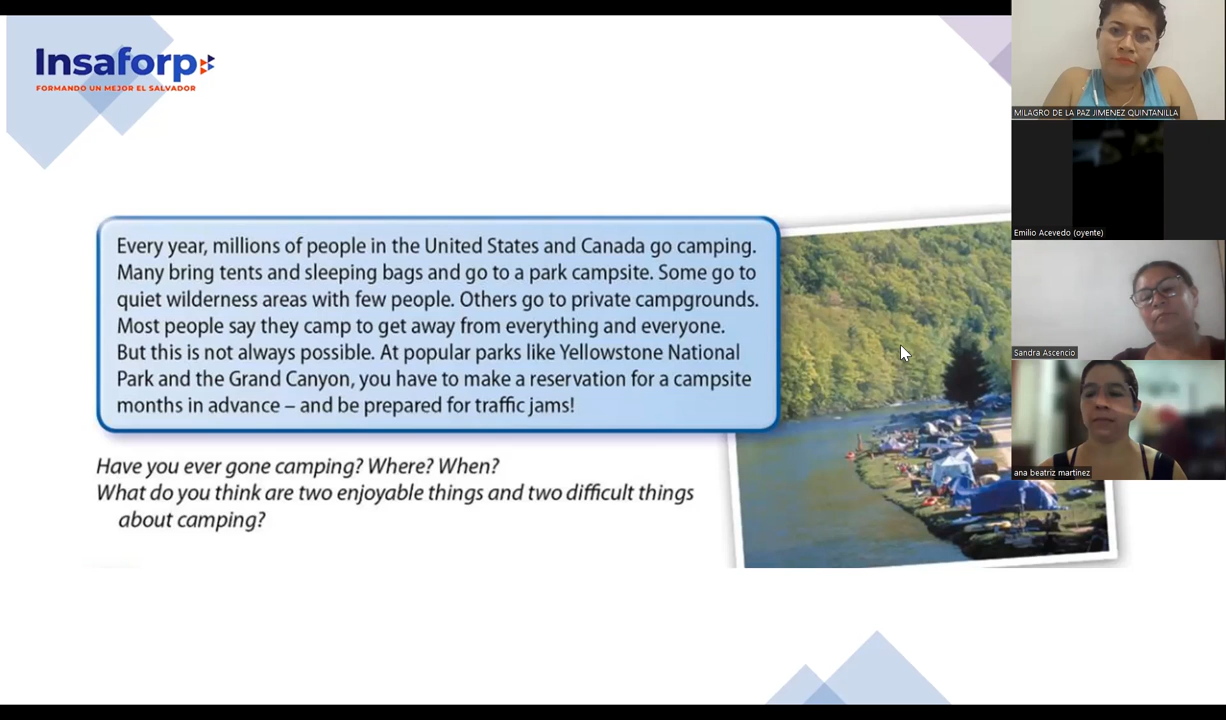 Insaforp
FORMANDO UN MEJOR EL SALVADOR
Every year, millions of people in the United States and Canada go camping.
Many bring tents and sleeping bags and go to a park campsite. Some go to
quiet wilderness areas with few people. Others go to private campgrounds.
Most people say they camp to get away from everything and everyone.
But this is not always possible. At popular parks like Yellowstone National
Park and the Grand Canyon, you have to make a reservation for a campsite
months in advance – and be prepared for traffic jams!
Have you ever gone camping? Where? When?
What do you think are two enjoyable things and two difficult things
about camping?
MILAGRO DE LA PAZ JIMENEZ QUINTANILLA
Emilio Acevedo (oyente)
Sandra Ascencio
ana beatriz martinez